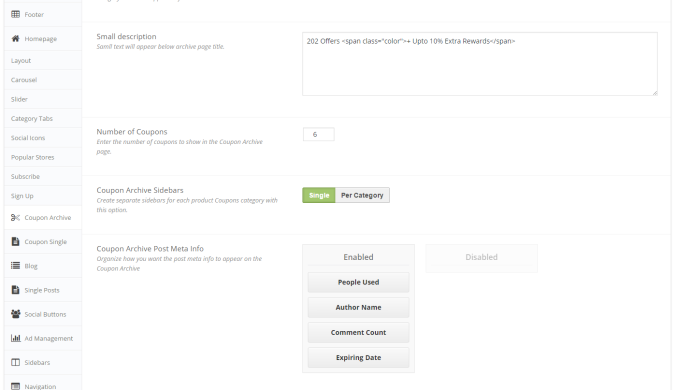 Footer
Homepage
Layout
Carousel
Slider
Category Tabs
Social Icons
Popular Stores
Subscribe
Sign Up
Coupon Archive
Coupon Single
Blog
Single Posts
Social Buttons
Ad Management
Sidebars
Navigation
Small description
Samll text will appear below archive page title.
202 Offers <span class="color">+ Upto 10% Extra Rewards</span>
Number of Coupons
Enter the number of coupons to show in the Coupon Archive
page.
6
Coupon Archive Sidebars
Create separate sidebars for each product Coupons category with
this option.
Single
Per Category
Coupon Archive Post Meta Info
Organize how you want the post meta info to appear on the
Coupon Archive
Enabled
People Used
Author Name
Comment Count
Expiring Date
Disabled